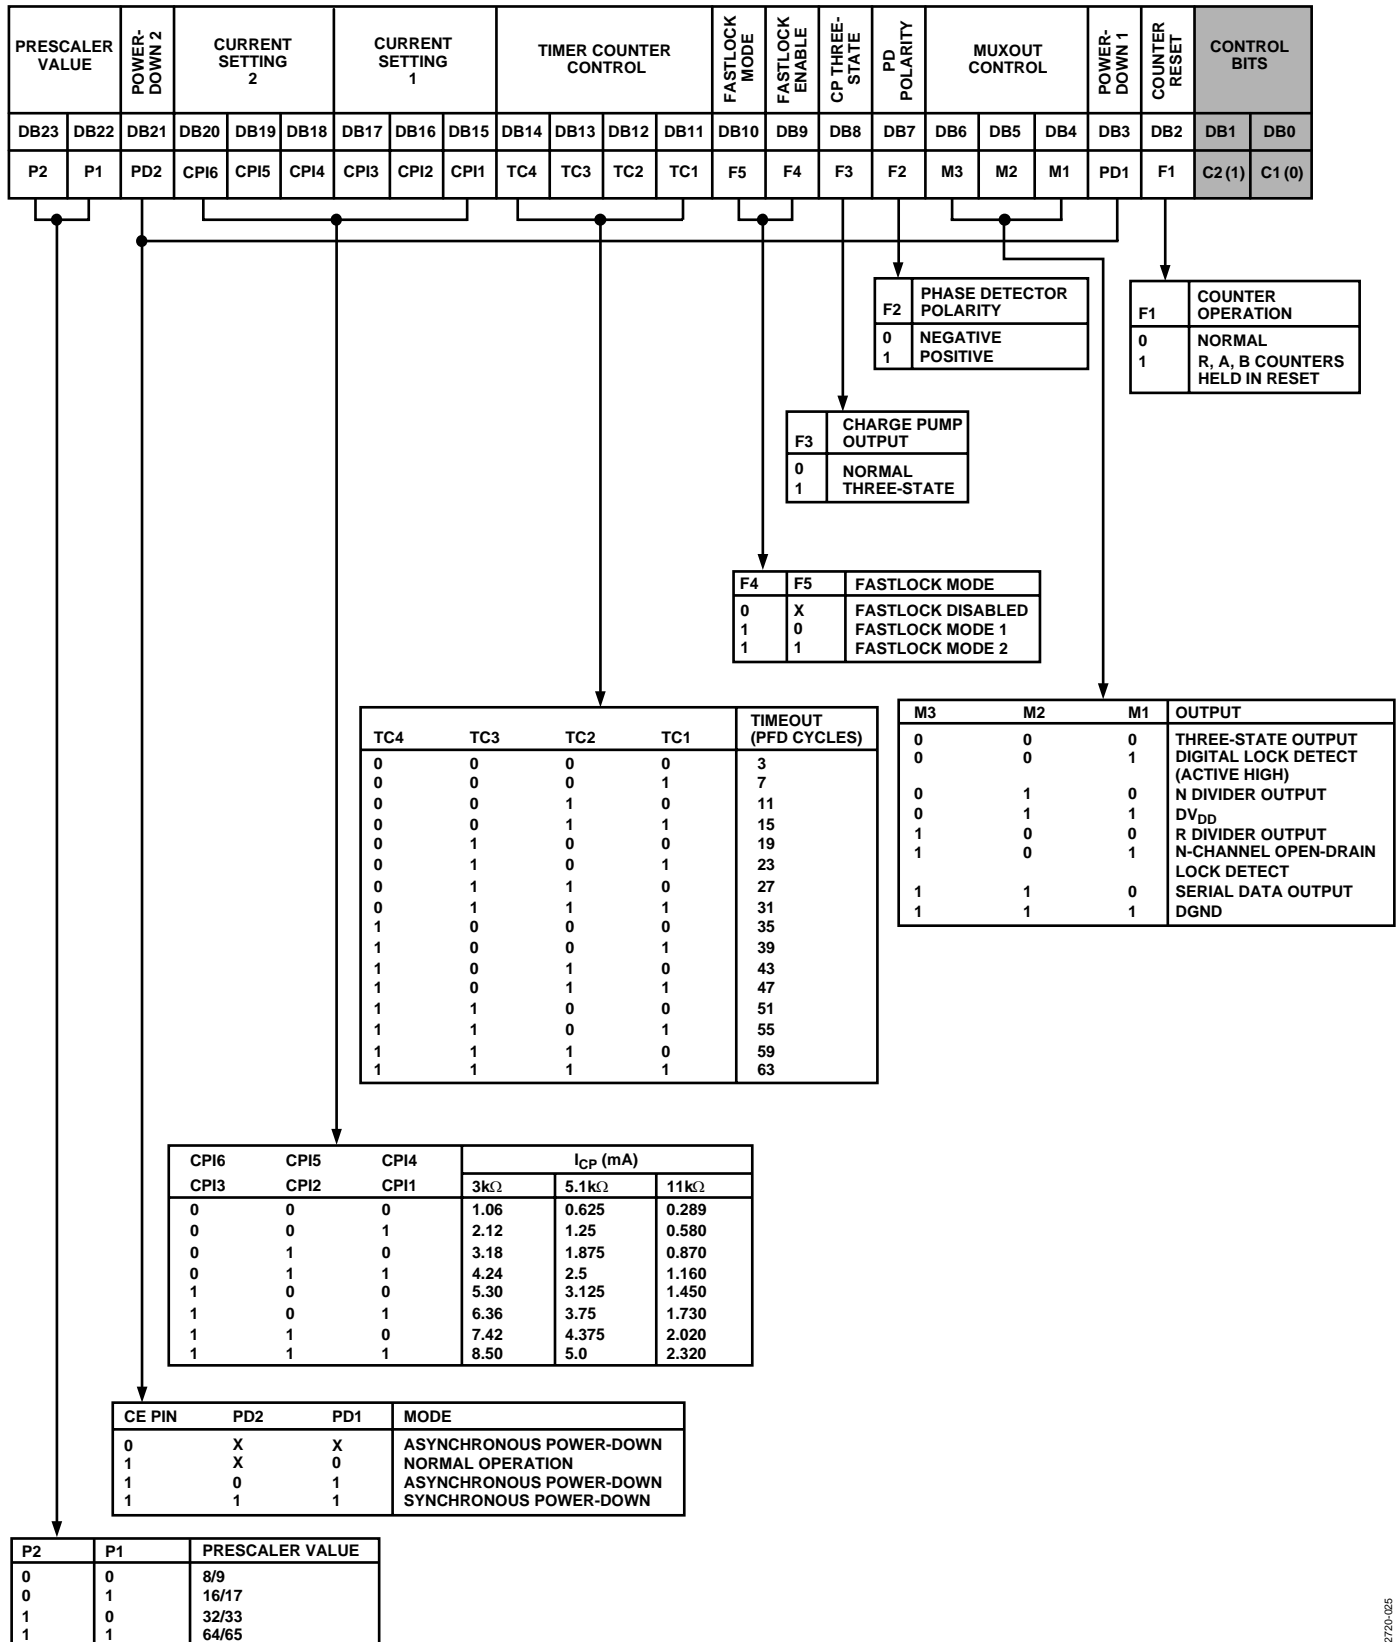 PRESCALER VALUE
POWER-DOWN 2
CURRENT SETTING 2
CURRENT SETTING 1
TIMER COUNTER CONTROL
FASTLOCK MODE
FASTLOCK ENABLE
CP THREE-STATE
PD POLARITY
MUXOUT CONTROL
POWER-DOWN 1
COUNTER RESET
CONTROL BITS
DB23 DB22 DB21 DB20 DB19 DB18 DB17 DB16 DB15 DB14 DB13 DB12 DB11 DB10 DB9 DB8 DB7 DB6 DB5 DB4 DB3 DB2 DB1 DB0
P2 P1 PD2 CPI6 CPI5 CPI4 CPI3 CPI2 CPI1 TC4 TC3 TC2 TC1 F5 F4 F3 F2 M3 M2 M1 PD1 F1 C2 (1) C1 (0)
F2 PHASE DETECTOR POLARITY
0 NEGATIVE
1 POSITIVE
F1 COUNTER OPERATION
0 NORMAL
1 R, A, B COUNTERS
HELD IN RESET
F3 CHARGE PUMP OUTPUT
0 NORMAL
1 THREE-STATE
F4 F5 FASTLOCK MODE
0 X FASTLOCK DISABLED
1 0 FASTLOCK MODE 1
1 1 FASTLOCK MODE 2
M3 M2 M1 OUTPUT
0 0 0 THREE-STATE OUTPUT
0 0 1 DIGITAL LOCK DETECT
(ACTIVE HIGH)
0 1 0 N DIVIDER OUTPUT
0 1 1 DVDD
1 0 0 R DIVIDER OUTPUT
1 0 1 N-CHANNEL OPEN-DRAIN
LOCK DETECT
1 1 0 SERIAL DATA OUTPUT
1 1 1 DGND
TC4 TC3 TC2 TC1 TIMEOUT (PFD CYCLES)
0 0 0 0 3
0 0 0 1 7
0 0 1 0 11
0 0 1 1 15
0 1 0 0 19
0 1 0 1 23
0 1 1 0 27
0 1 1 1 31
1 0 0 0 35
1 0 0 1 39
1 0 1 0 43
1 0 1 1 47
1 1 0 0 51
1 1 0 1 55
1 1 1 0 59
1 1 1 1 63
CPI6 CPI5 CPI4 ICP (mA)
CPI3 CPI2 CPI1 3kΩ 5.1kΩ 11kΩ
0 0 0 1.06 0.625 0.289
0 0 1 2.12 1.25 0.580
0 1 0 3.18 1.875 0.870
0 1 1 4.24 2.5 1.160
1 0 0 5.30 3.125 1.450
1 0 1 6.36 3.75 1.730
1 1 0 7.42 4.375 2.020
1 1 1 8.50 5.0 2.320
CE PIN PD2 PD1 MODE
0 X X ASYNCHRONOUS POWER-DOWN
1 X 0 NORMAL OPERATION
1 0 1 ASYNCHRONOUS POWER-DOWN
1 1 1 SYNCHRONOUS POWER-DOWN
P2 P1 PRESCALER VALUE
0 0 8/9
0 1 16/17
1 0 32/33
1 1 64/65
2720-025